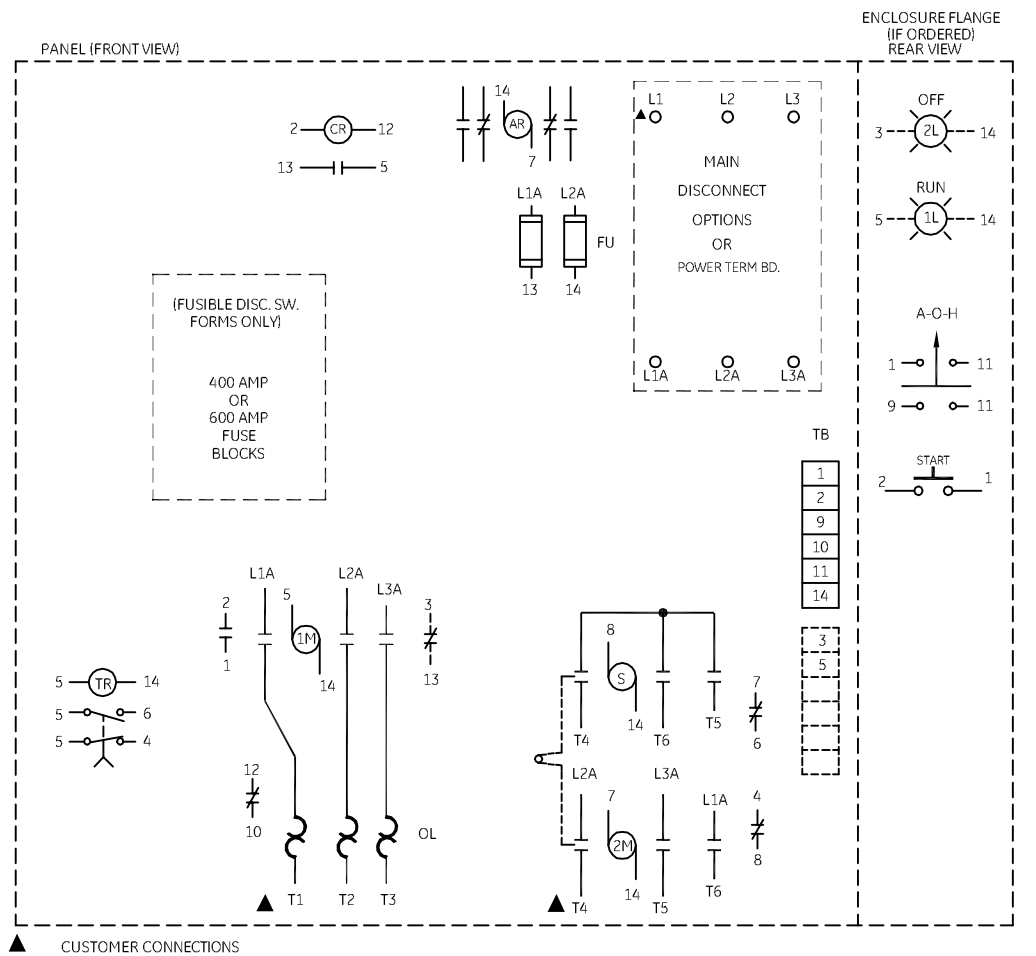 ENCLOSURE FLANGE
(IF ORDERED)
REAR VIEW
PANEL (FRONT VIEW)
2 CR 12
13 5
14
AR
7
L1A L2A
FU
13 14
L1 L2 L3
MAIN
DISCONNECT
OPTIONS
OR
POWER TERM BD.
L1A L2A L3A
OFF
3 2L 14
RUN
5 1L 14
A-O-H
1 11
9 11
START
2 1
(FUSIBLE DISC. SW.
FORMS ONLY)
400 AMP
OR
600 AMP
FUSE
BLOCKS
TB
1
2
9
10
11
14
3
5
L1A L2A L3A
2
1
5
1M
14
3
13
5 TR 14
5 6
5 4
12
10
OL
T1 T2 T3
8
S
14
T4 T6 T5
7
6
L2A L3A L1A
7
2M
14
4
8
T4 T5 T6
CUSTOMER CONNECTIONS